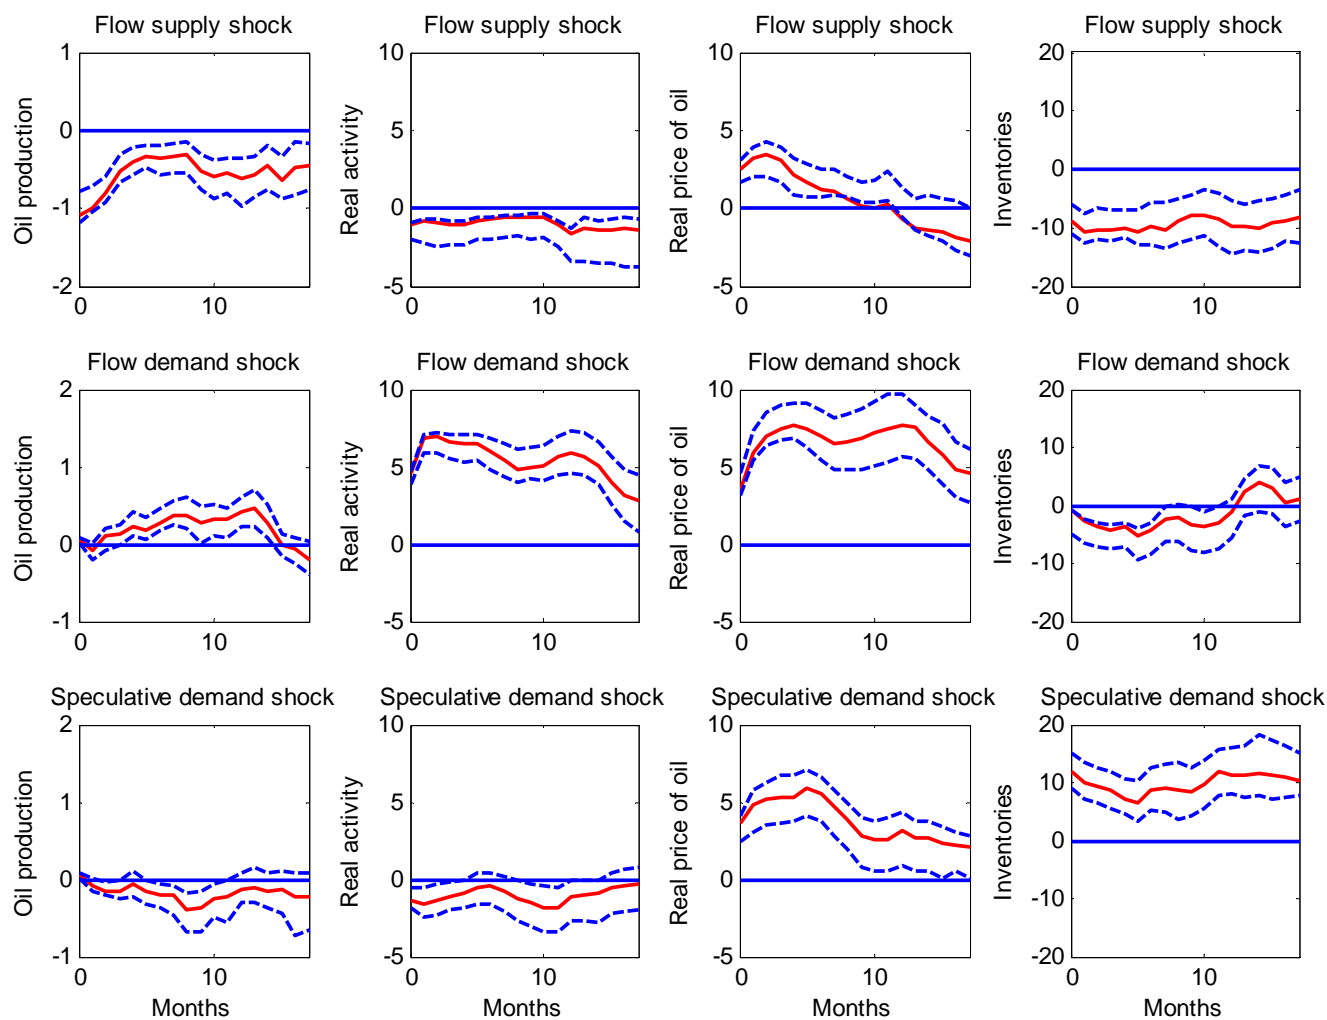 Flow supply shock
Oil production
1
0
-1
-2
0
10
Flow supply shock
Real activity
10
5
0
-5
0
10
Flow supply shock
Real price of oil
10
5
0
-5
0
10
Flow supply shock
Inventories
20
10
0
-10
-20
0
10
Flow demand shock
Oil production
2
1
0
-1
0
10
Flow demand shock
Real activity
10
5
0
-5
0
10
Flow demand shock
Real price of oil
10
5
0
-5
0
10
Flow demand shock
Inventories
20
10
0
-10
-20
0
10
Speculative demand shock
Oil production
2
1
0
-1
0
10
Months
Speculative demand shock
Real activity
10
5
0
-5
0
10
Months
Speculative demand shock
Real price of oil
10
5
0
-5
0
10
Months
Speculative demand shock
Inventories
20
10
0
-10
-20
0
10
Months